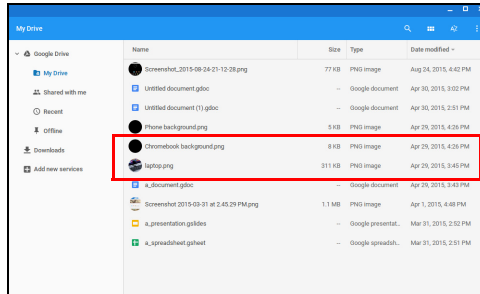 My Drive
Name Size Type Date modified
Google Drive
My Drive
Shared with me
Recent
Offline
Downloads
Add new services
Screenshot_2015-08-24-21-12-28.png 77 KB PNG image Aug 24, 2015, 4:42 PM
Untitled document.gdoc -- Google document Apr 30, 2015, 3:02 PM
Untitled document (1).gdoc -- Google document Apr 30, 2015, 2:51 PM
Phone background.png 5 KB PNG image Apr 29, 2015, 4:26 PM
Chromebook background.png 8 KB PNG image Apr 29, 2015, 4:26 PM
laptop.png 311 KB PNG image Apr 29, 2015, 3:45 PM
a_document.gdoc -- Google document Apr 29, 2015, 3:43 PM
Screenshot 2015-03-31 at 2.45.29 PM.png 1.1 MB PNG image Apr 1, 2015, 4:48 PM
a_presentation.gslides -- Google presentat... Mar 31, 2015, 2:52 PM
a_spreadsheet.gsheet -- Google spreadsh... Mar 31, 2015, 2:51 PM